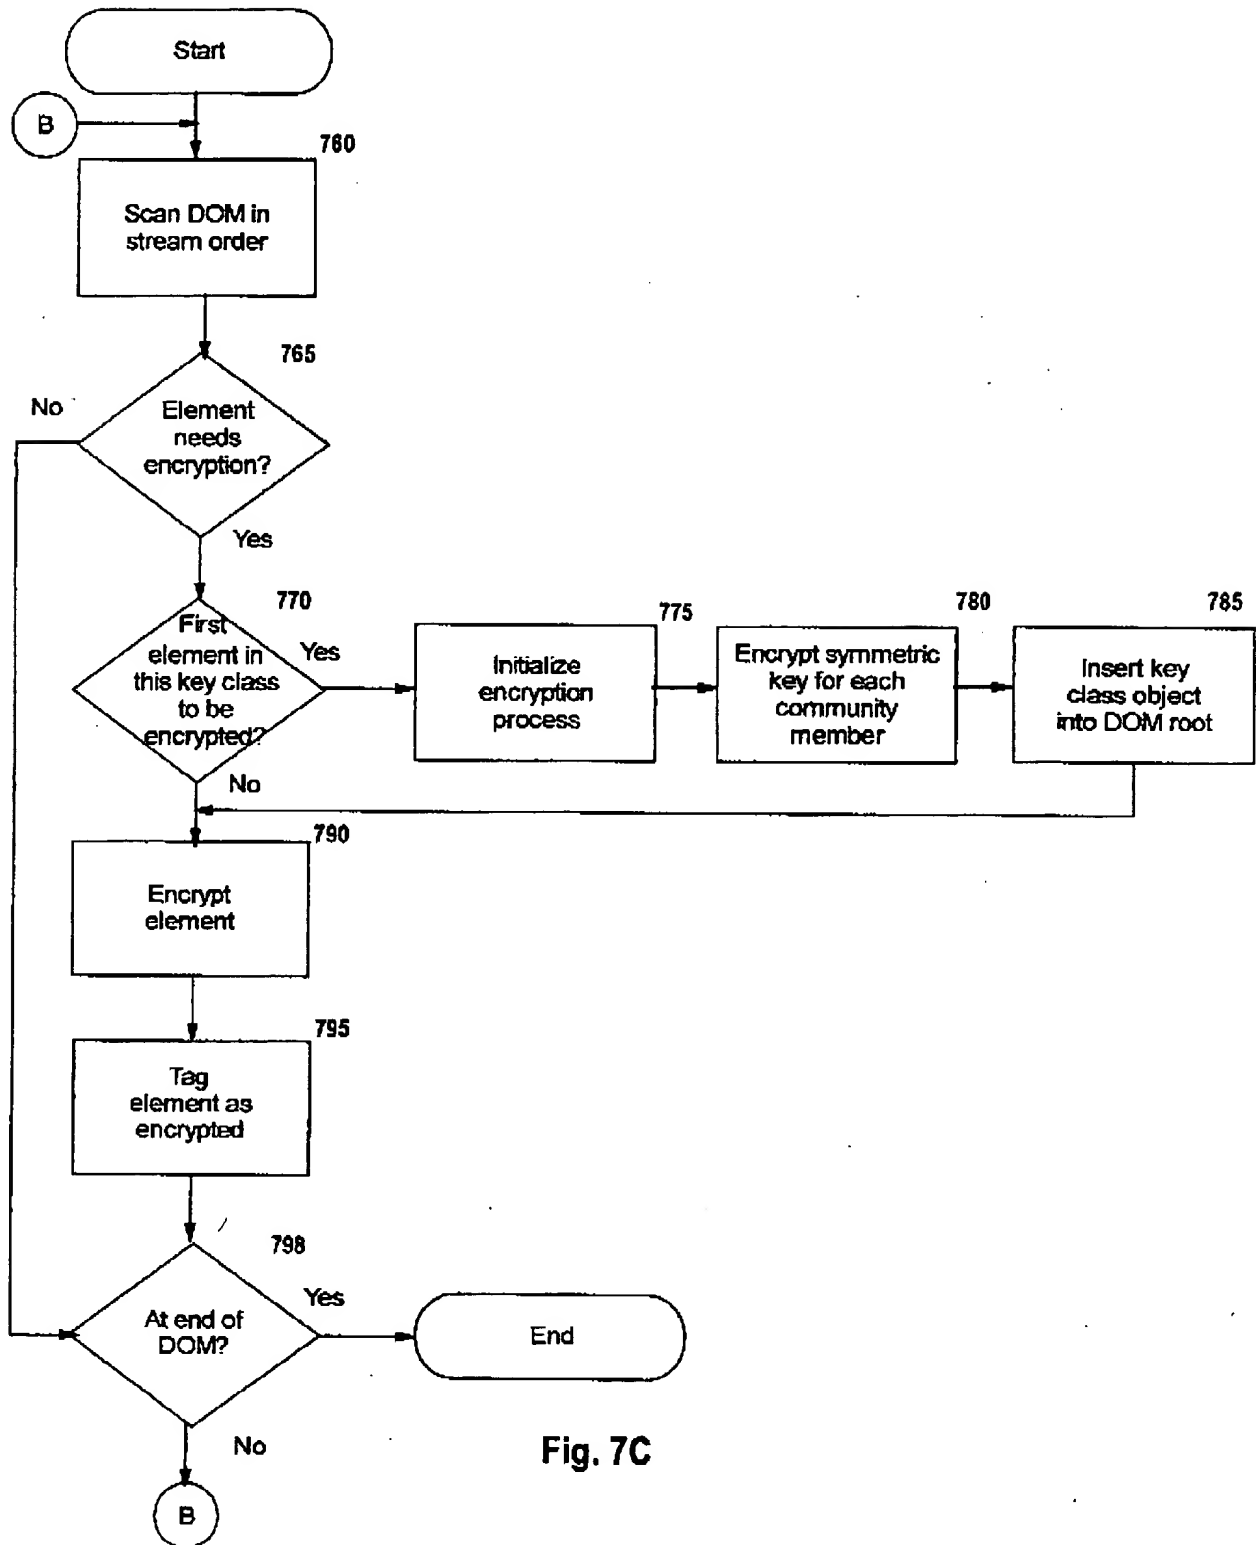 Start
B
760
Scan DOM in
stream order
765
No
Element
needs
encryption?
Yes
770
First
element in
this key class
to be
encrypted?
Yes
775
Initialize
encryption
process
780
Encrypt symmetric
key for each
community
member
785
Insert key
class object
into DOM root
No
790
Encrypt
element
795
Tag
element as
encrypted
798
At end of
DOM?
Yes
End
No
B
Fig. 7C